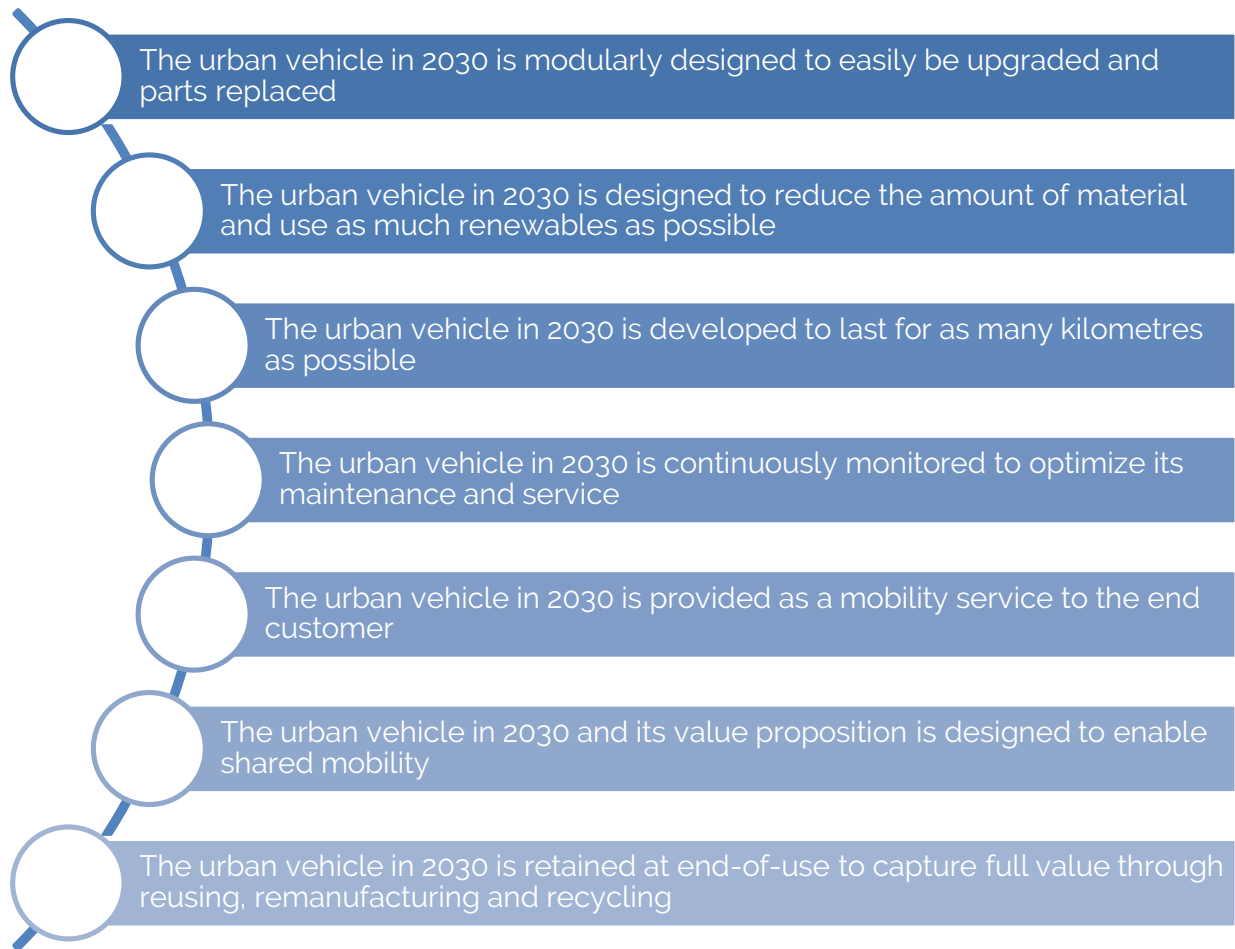 The urban vehicle in 2030 is modularly designed to easily be upgraded and
parts replaced
The urban vehicle in 2030 is designed to reduce the amount of material
and use as much renewables as possible
The urban vehicle in 2030 is developed to last for as many kilometres
as possible
The urban vehicle in 2030 is continuously monitored to optimize its
maintenance and service
The urban vehicle in 2030 is provided as a mobility service to the end
customer
The urban vehicle in 2030 and its value proposition is designed to enable
shared mobility
The urban vehicle in 2030 is retained at end-of-use to capture full value through
reusing, remanufacturing and recycling